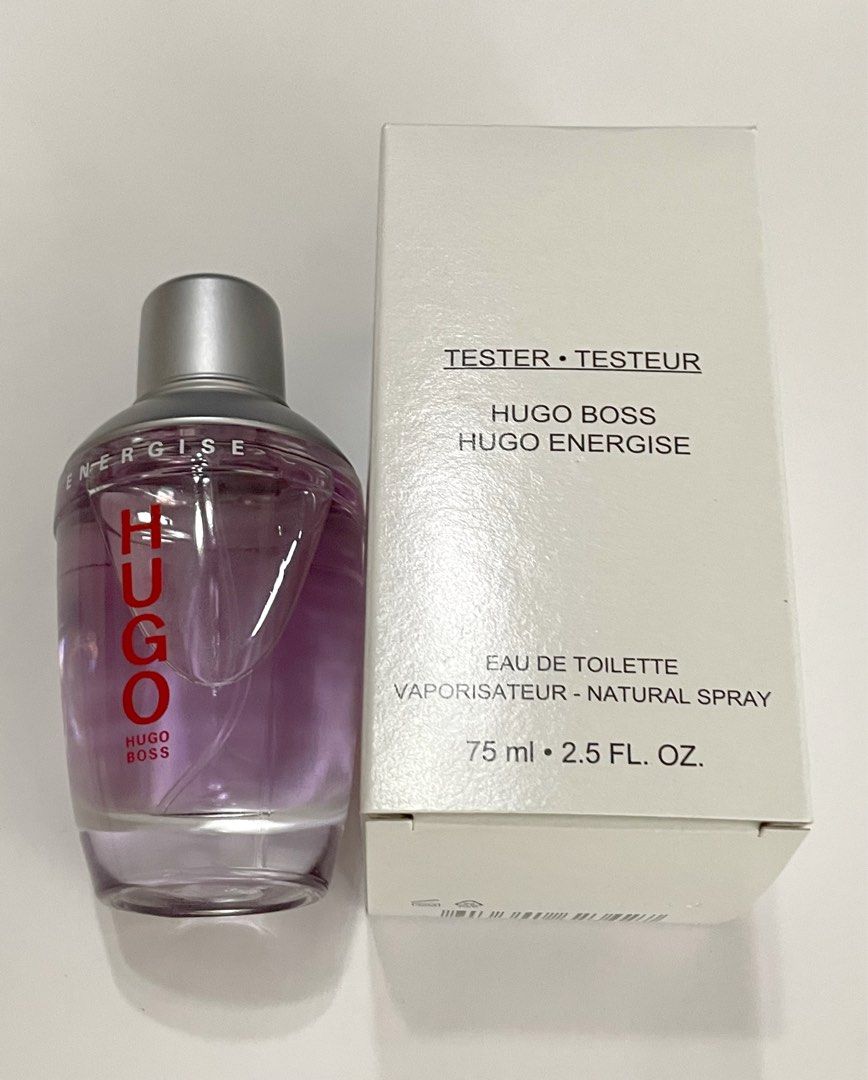 ENERGISE
HUGO
HUGO
BOSS
TESTER • TESTEUR
HUGO BOSS
HUGO ENERGISE
EAU DE TOILETTE
VAPORISATEUR - NATURAL SPRAY
75 ml • 2.5 FL. OZ.